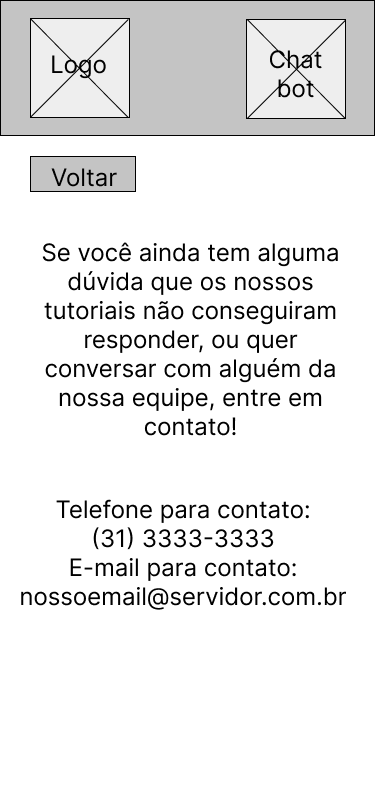 Logo
Chat
bot
Voltar
Se você ainda tem alguma
dúvida que os nossos
tutoriais não conseguiram
responder, ou quer
conversar com alguém da
nossa equipe, entre em
contato!
Telefone para contato:
(31) 3333-3333
E-mail para contato:
nossoemail@servidor.com.br